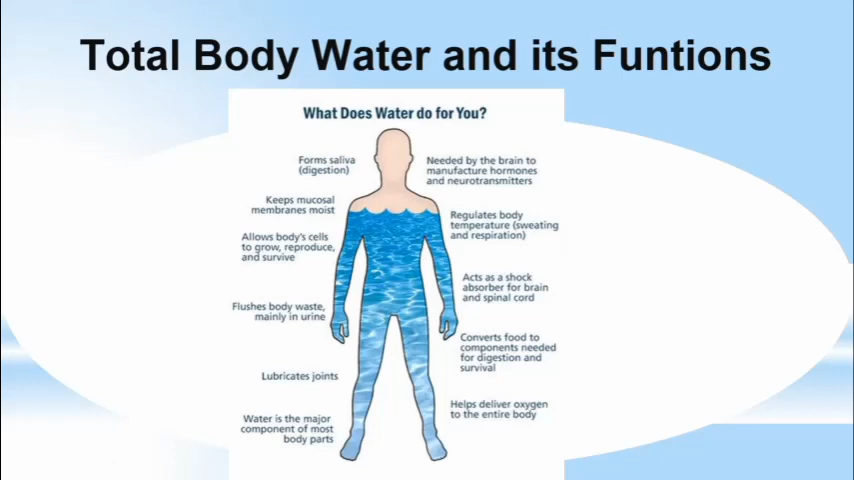 Total Body Water and its Funtions
What Does Water do for You?
Forms saliva
(digestion)
Keeps mucosal
membranes moist
Allows body's cells
to grow, reproduce,
and survive
Flushes body waste,
mainly in urine
Lubricates joints
Water is the major
component of most
body parts
Needed by the brain to
manufacture hormones
and neurotransmitters
Regulates body
temperature (sweating
and respiration)
Acts as a shock
absorber for brain
and spinal cord
Converts food to
components needed
for digestion and
survival
Helps deliver oxygen
to the entire body